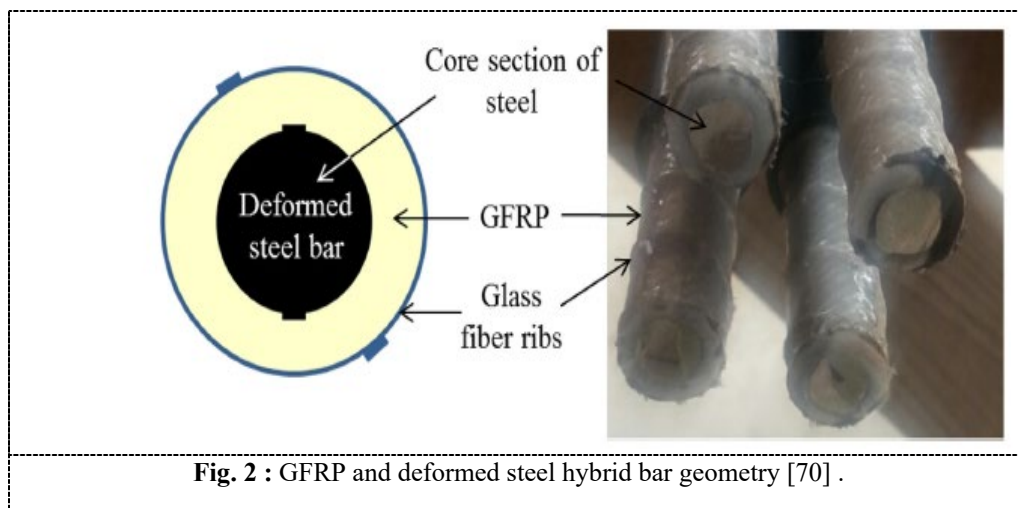 Core section of
steel
Deformed
steel bar
GFRP
Glass
fiber ribs
Fig. 2 : GFRP and deformed steel hybrid bar geometry [70] .